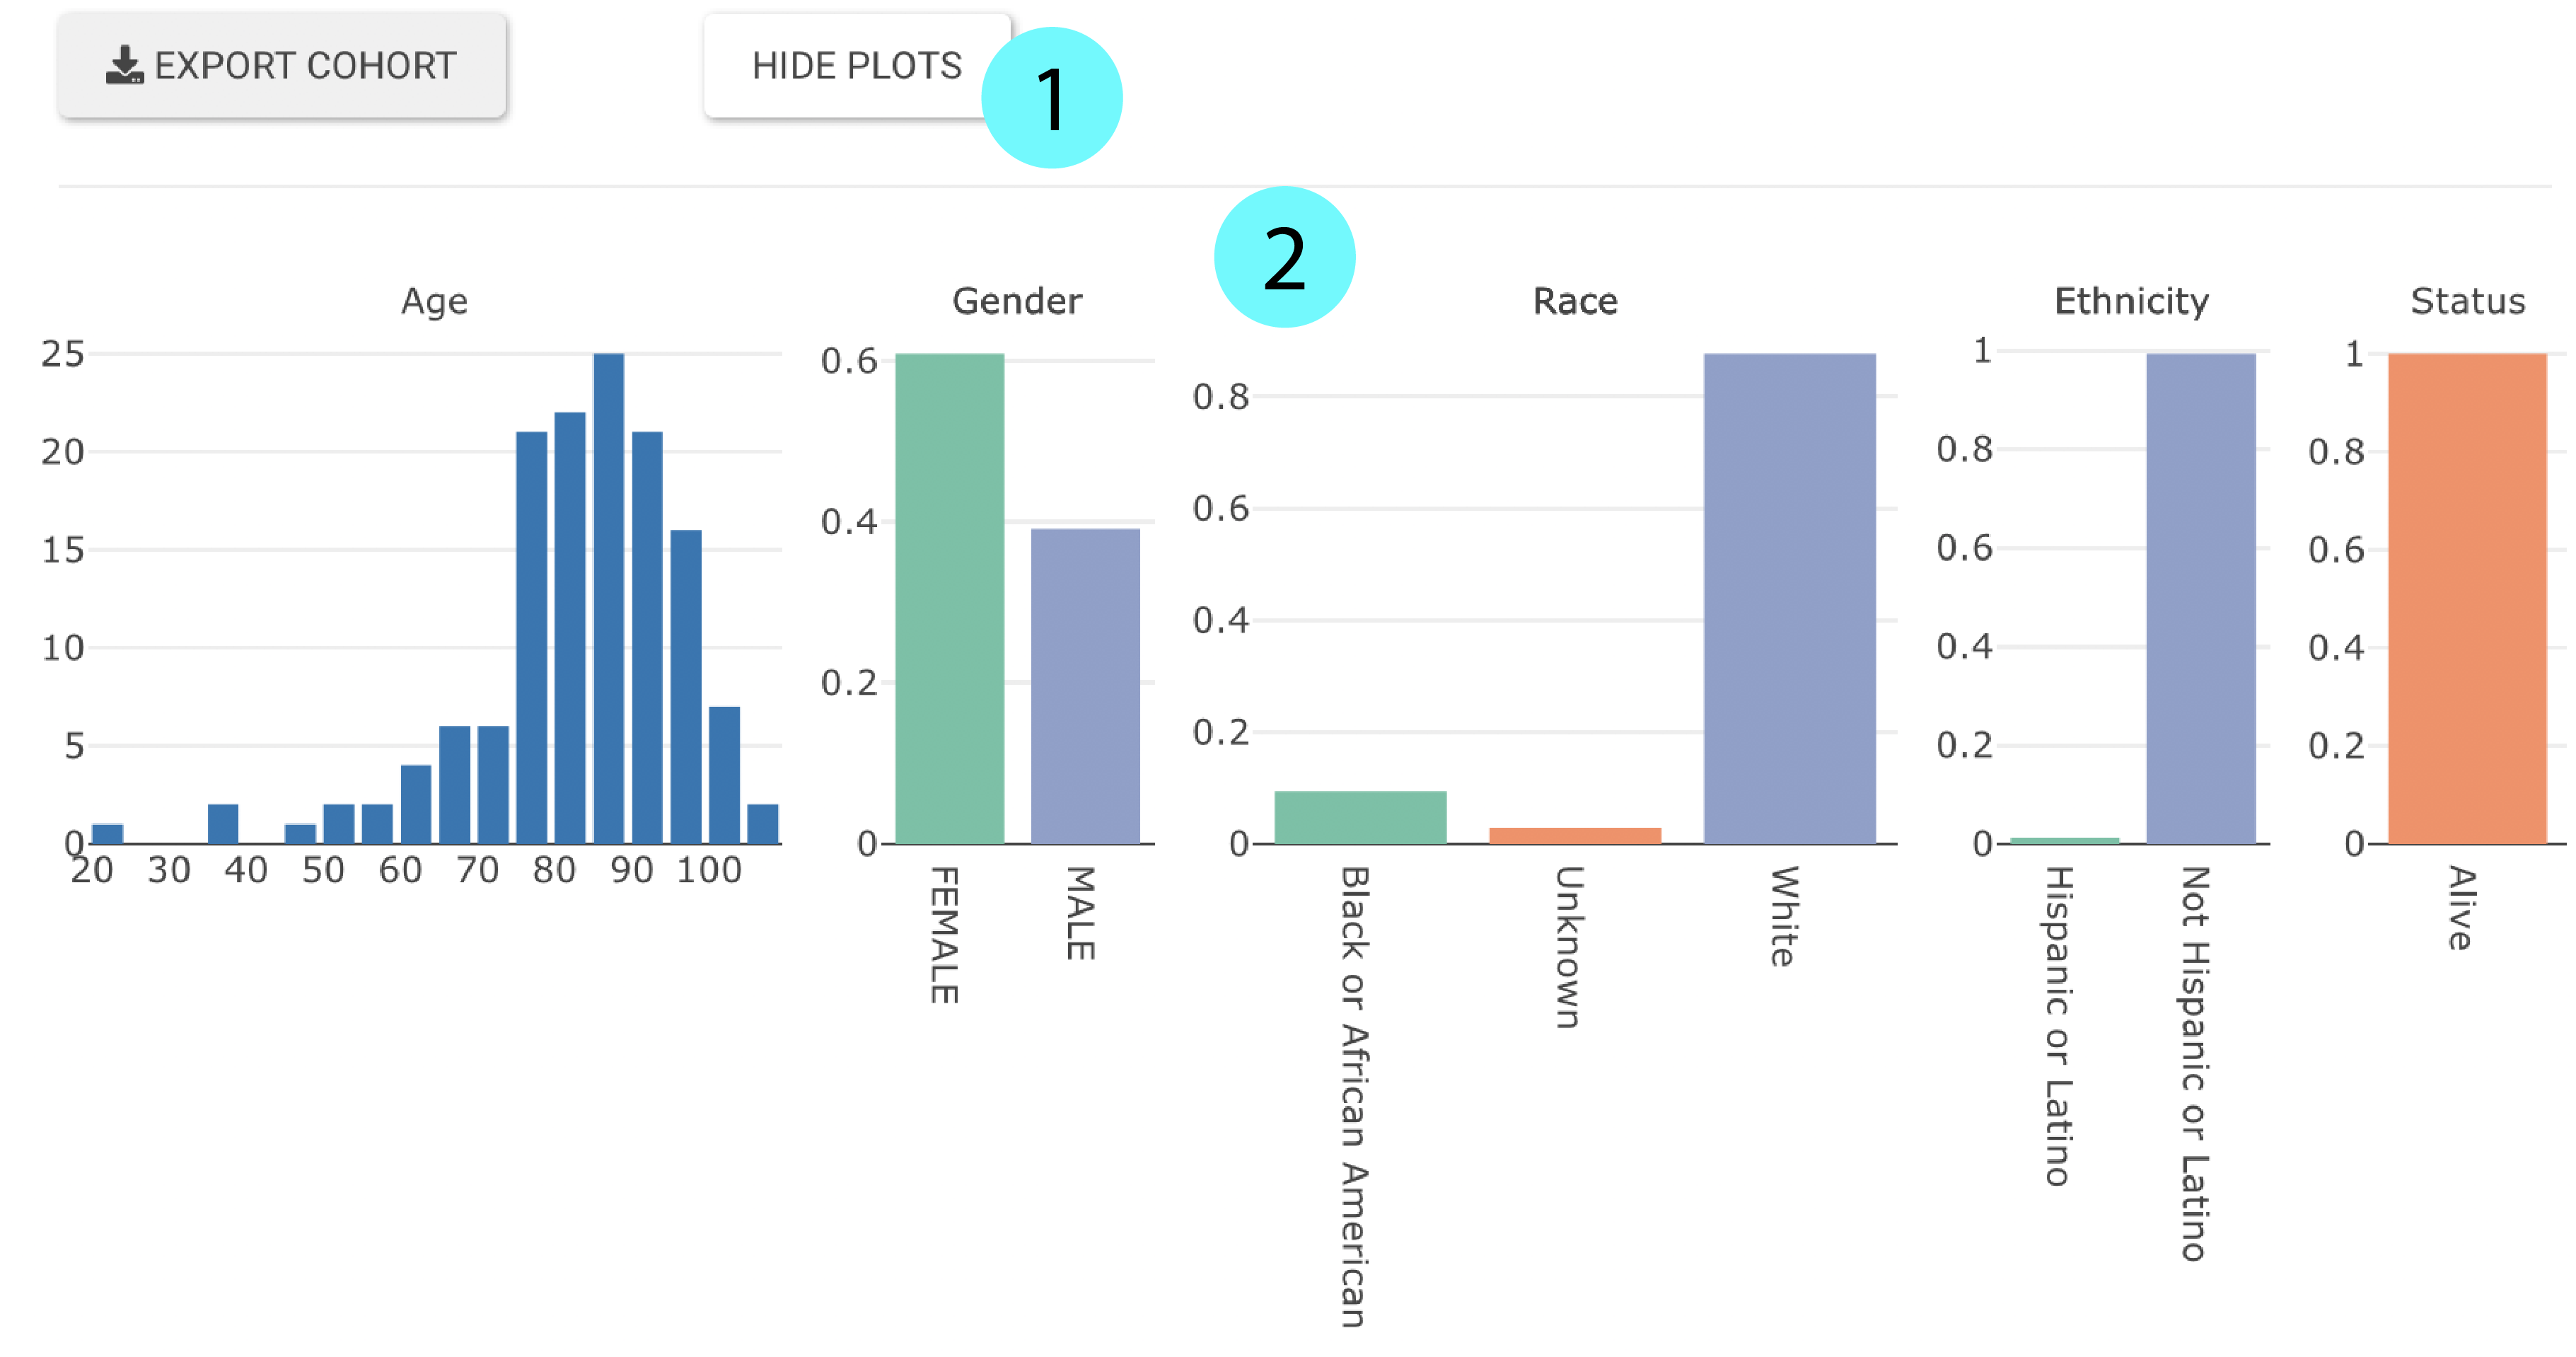 EXPORT COHORT
HIDE PLOTS
1
2
Age
25
20
15
10
5
0
20 30 40 50 60 70 80 90 100
Gender
0.6
0.4
0.2
0
FEMALE
MALE
Race
0.8
0.6
0.4
0.2
0
Black or African American
Unknown
White
Ethnicity
1
0.8
0.6
0.4
0.2
0
Hispanic or Latino
Not Hispanic or Latino
Status
1
0.8
0.6
0.4
0.2
0
Alive